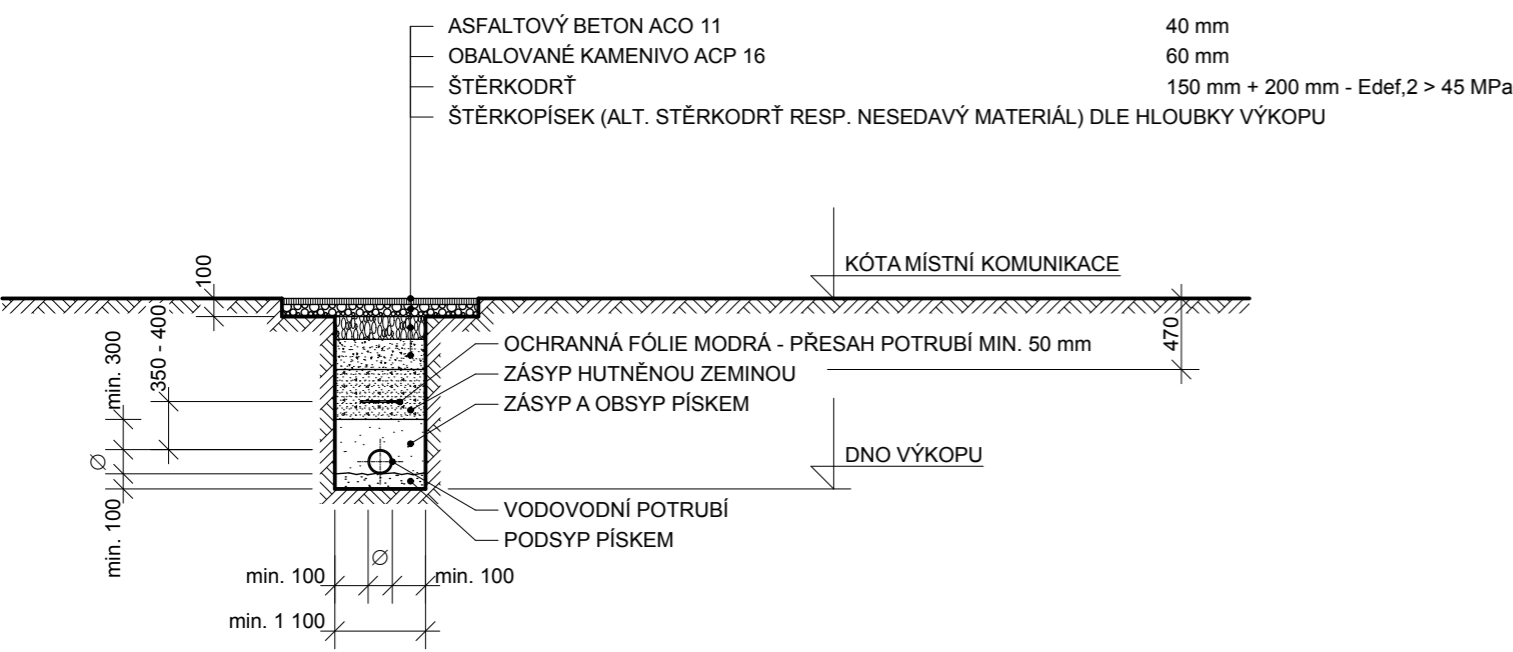 ASFALTOVÝ BETON ACO 11 40 mm
OBALOVANÉ KAMENIVO ACP 16 60 mm
ŠTĚRKODRŤ 150 mm + 200 mm - Edef,2 > 45 MPa
ŠTĚRKOPÍSEK (ALT. STĚRKODRŤ RESP. NESEDAVÝ MATERIÁL) DLE HLOUBKY VÝKOPU
KÓTA MÍSTNÍ KOMUNIKACE
100
470
min. 300
350 - 400
OCHRANNÁ FÓLIE MODRÁ - PŘESAH POTRUBÍ MIN. 50 mm
ZÁSYP HUTNĚNOU ZEMINOU
ZÁSYP A OBSYP PÍSKEM
DNO VÝKOPU
∅
min. 100
VODOVODNÍ POTRUBÍ
PODSYP PÍSKEM
∅
min. 100 min. 100
min. 1 100